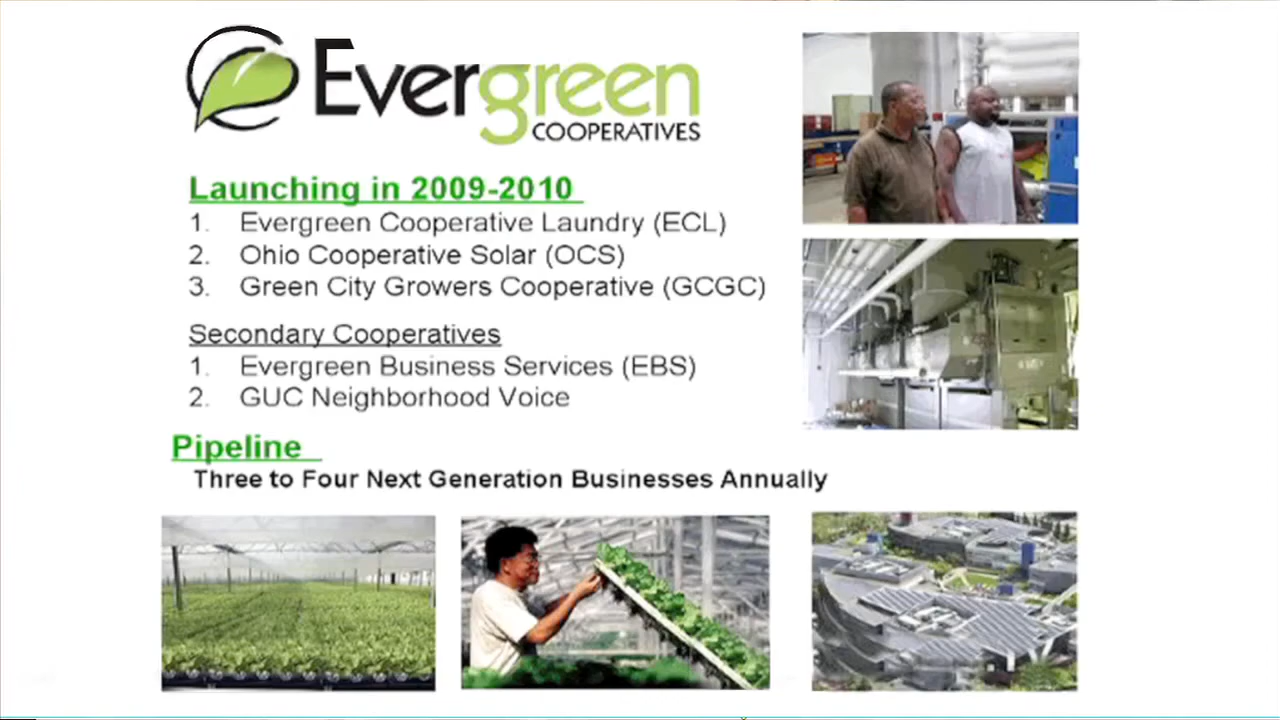 Evergreen
COOPERATIVES
Launching in 2009-2010
1. Evergreen Cooperative Laundry (ECL)
2. Ohio Cooperative Solar (OCS)
3. Green City Growers Cooperative (GCGC)
Secondary Cooperatives
1. Evergreen Business Services (EBS)
2. GUC Neighborhood Voice
Pipeline
Three to Four Next Generation Businesses Annually